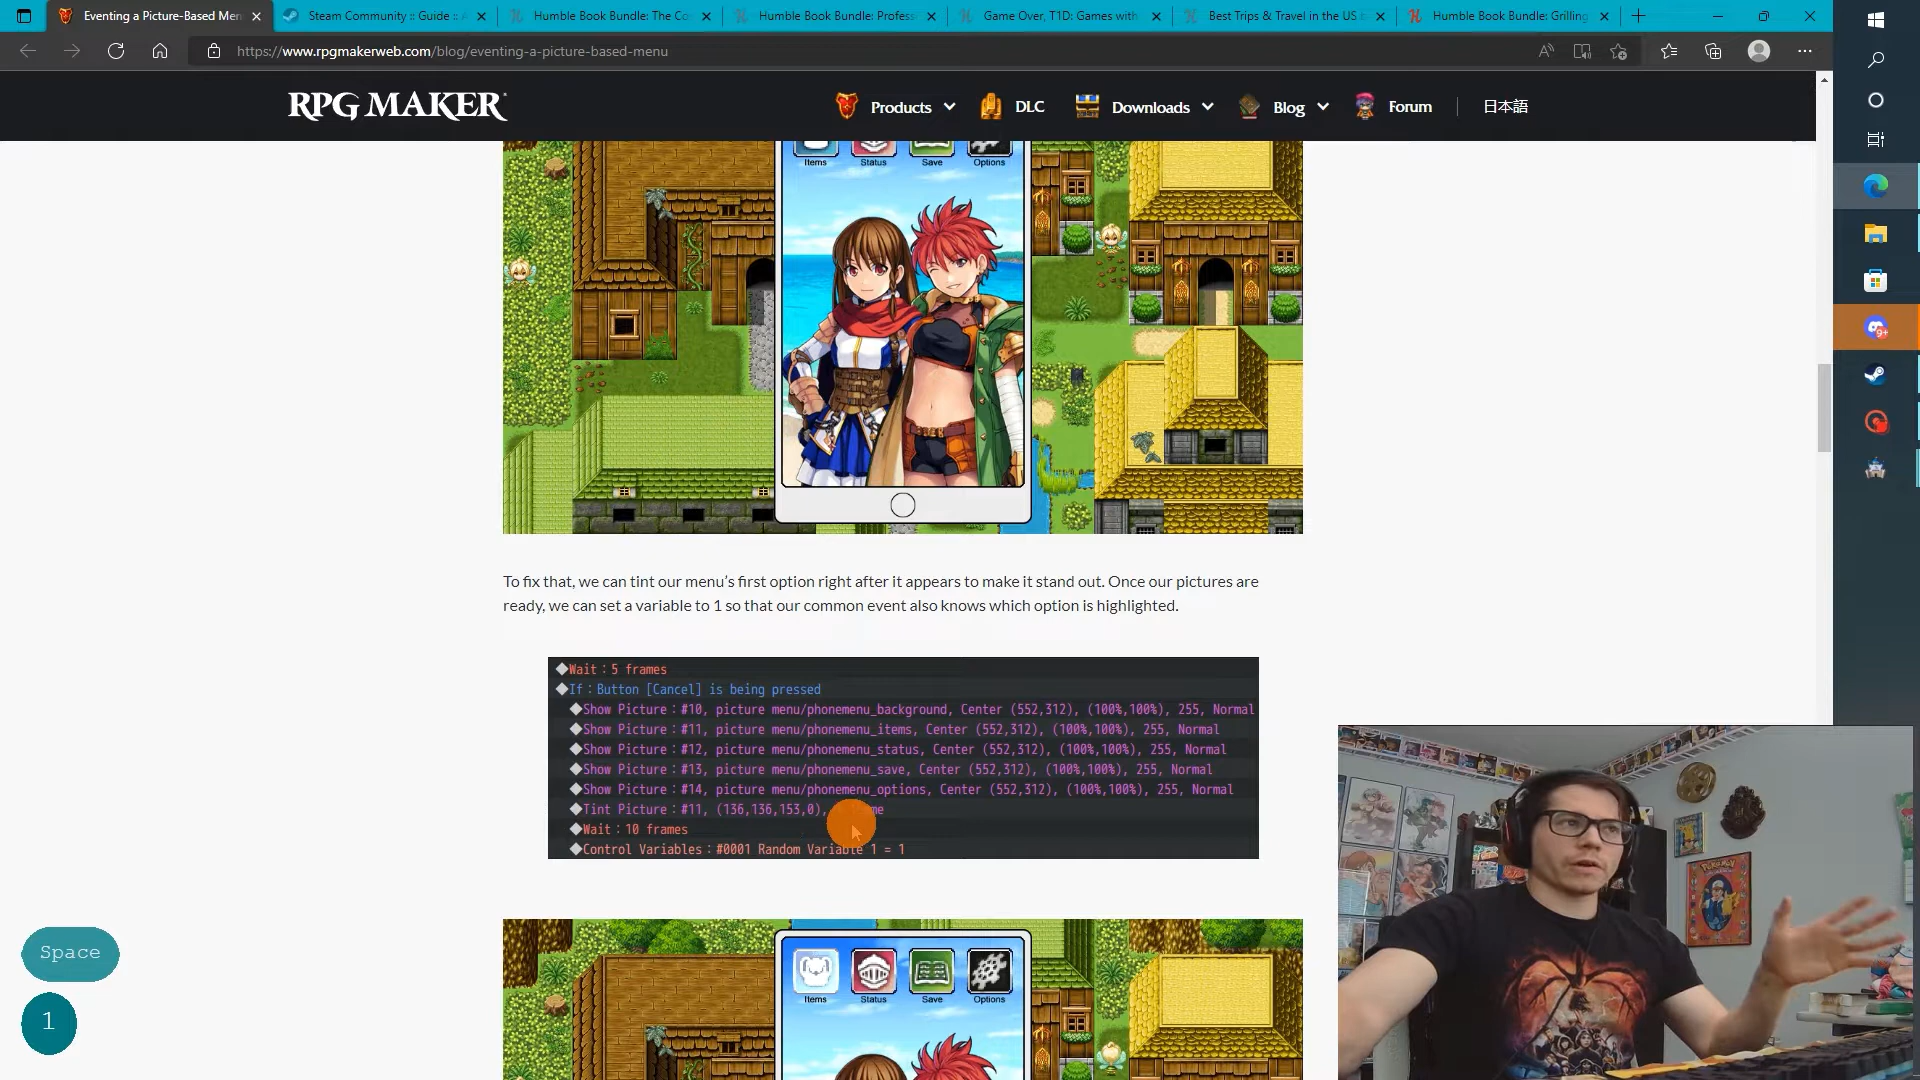 Eventing a Picture-Based Men
Steam Community :: Guide ::
Humble Book Bundle: The Co
Humble Book Bundle: Profess
Game Over, T1D: Games with
Best Trips & Travel in the US
Humble Book Bundle: Grilling
https://www.rpgmakerweb.com/blog/eventing-a-picture-based-menu
RPG MAKER
Products
DLC
Downloads
Blog
Forum
日本語
Items
Status
Save
Options
To fix that, we can tint our menu’s first option right after it appears to make it stand out. Once our pictures are
ready, we can set a variable to 1 so that our common event also knows which option is highlighted.
◆Wait：5 frames
◆If：Button [Cancel] is being pressed
◆Show Picture：#10, picture menu/phonemenu_background, Center (552,312), (100%,100%), 255, Normal
◆Show Picture：#11, picture menu/phonemenu_items, Center (552,312), (100%,100%), 255, Normal
◆Show Picture：#12, picture menu/phonemenu_status, Center (552,312), (100%,100%), 255, Normal
◆Show Picture：#13, picture menu/phonemenu_save, Center (552,312), (100%,100%), 255, Normal
◆Show Picture：#14, picture menu/phonemenu_options, Center (552,312), (100%,100%), 255, Normal
◆Tint Picture：#11, (136,136,153,0),
◆Wait：10 frames
◆Control Variables：#0001 Random Variable 1 = 1
Items
Status
Save
Options
Space
1
9+